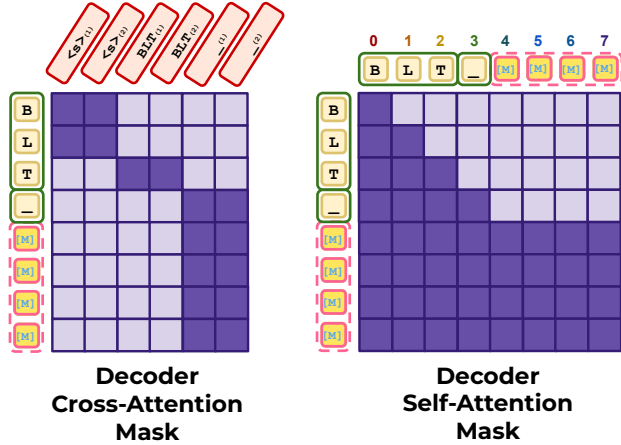 <s>(1) <s>(2) BLT(1) BLT(2) _(1) _(2)
B
L
T
_
[M]
[M]
[M]
[M]
Decoder
Cross-Attention
Mask
0 1 2 3 4 5 6 7
B L T _ [M] [M] [M] [M]
B
L
T
_
[M]
[M]
[M]
[M]
Decoder
Self-Attention
Mask